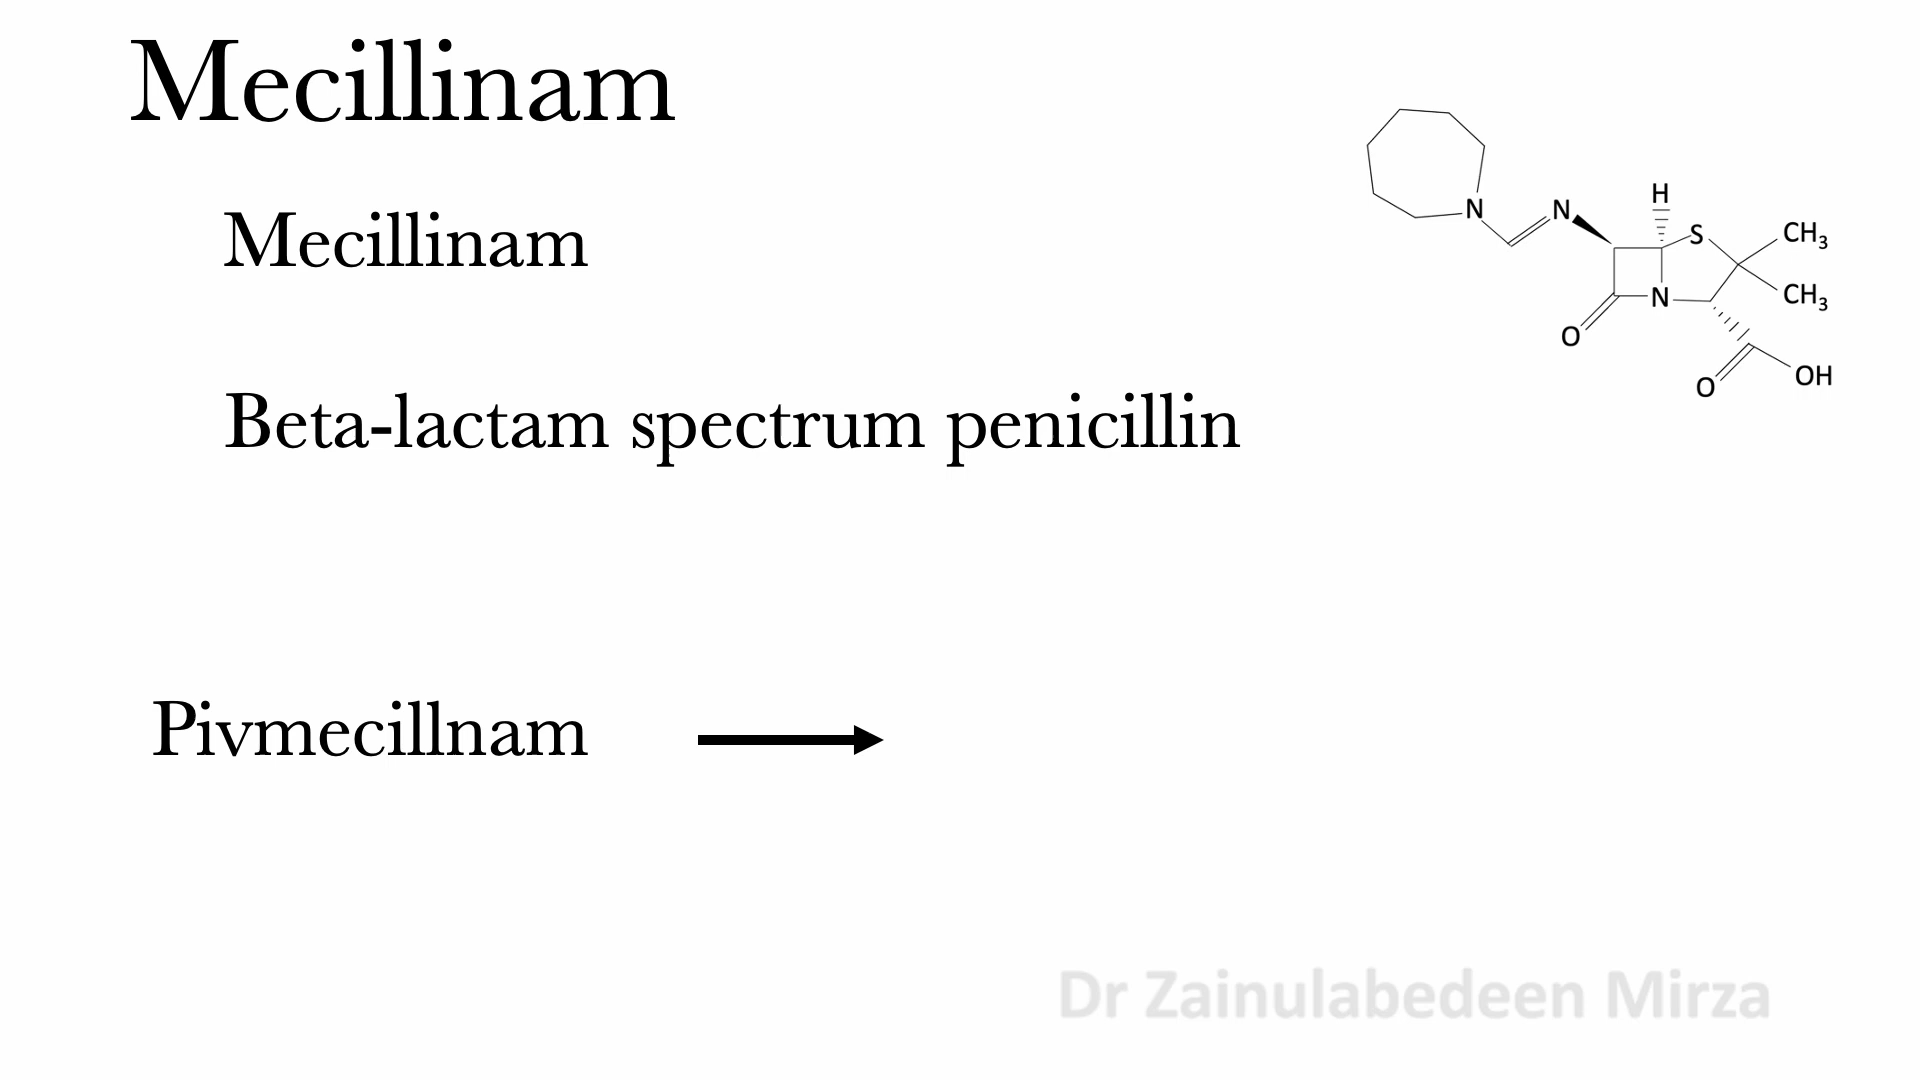 Mecillinam
Mecillinam
Beta-lactam spectrum penicillin
Pivmecillnam
N
N
H
S
CH3
CH3
N
O
O
OH
Dr Zainulabedeen Mirza